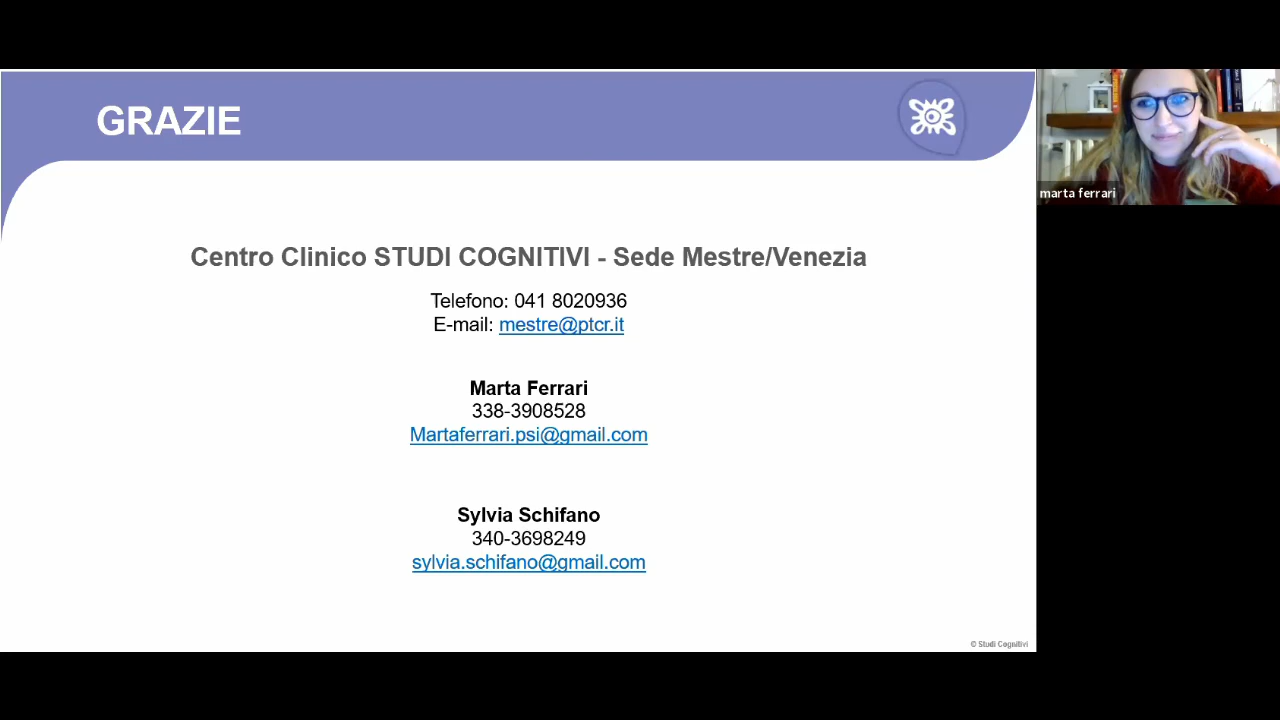 GRAZIE
marta ferrari
Centro Clinico STUDI COGNITIVI - Sede Mestre/Venezia
Telefono: 041 8020936
E-mail: mestre@ptcr.it
Marta Ferrari
338-3908528
Martaferrari.psi@gmail.com
Sylvia Schifano
340-3698249
sylvia.schifano@gmail.com
© Studi Cognitivi